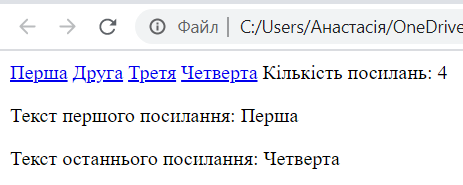 Файл | C:/Users/Анастасія/OneDrive
Перша Друга Третя Четверта Кількість посилань: 4
Текст першого посилання: Перша
Текст останнього посилання: Четверта